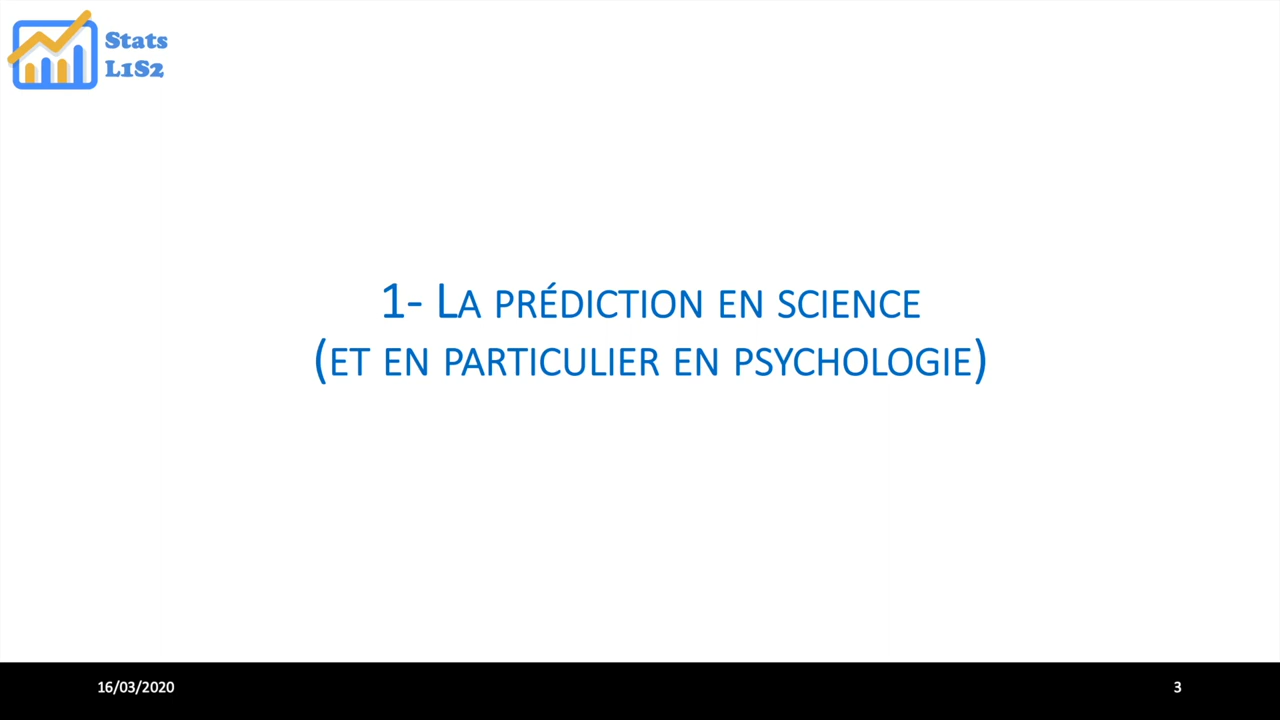 Stats
L1S2
1- La prédiction en science
(et en particulier en psychologie)
16/03/2020
3